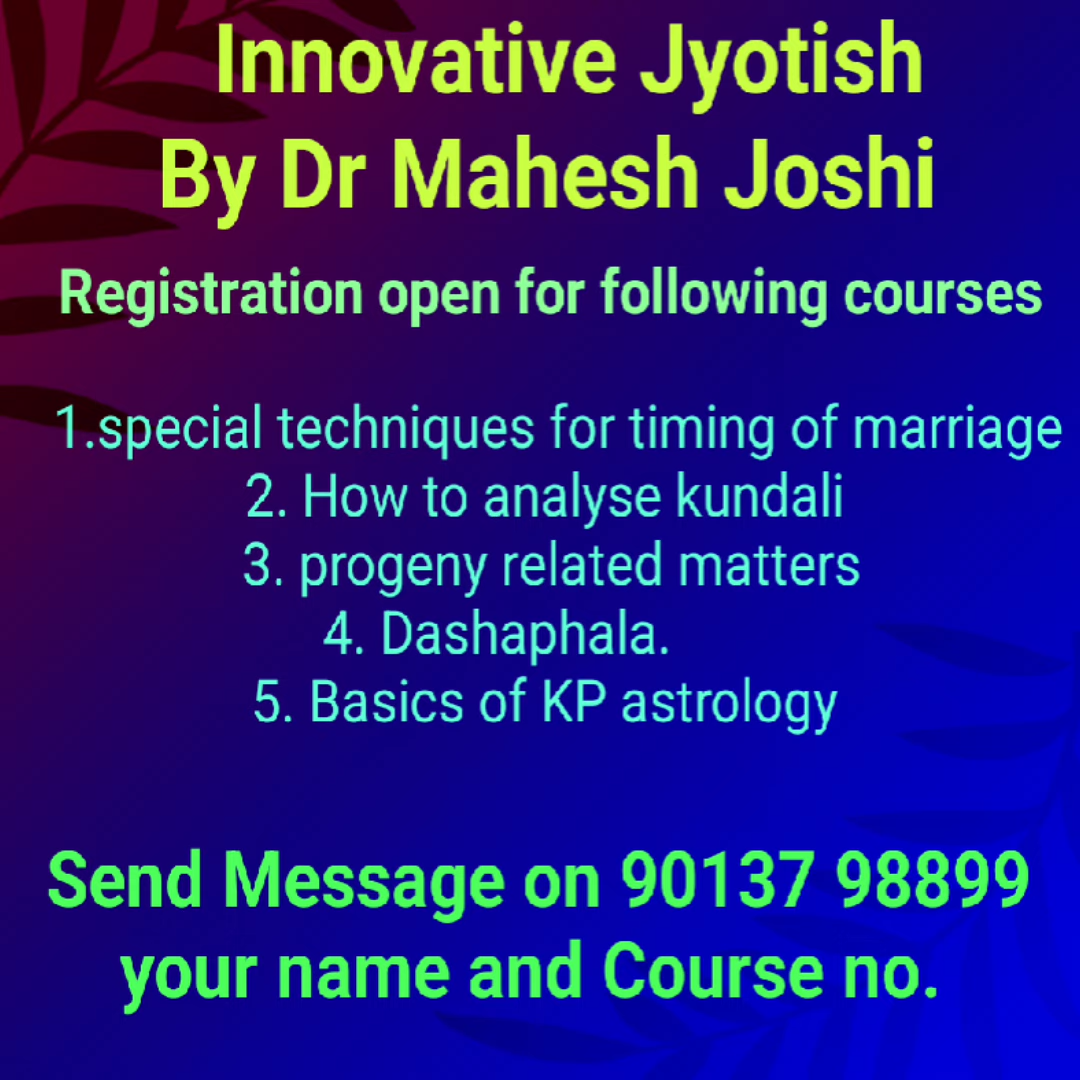 Innovative Jyotish
By Dr Mahesh Joshi
Registration open for following courses
1.special techniques for timing of marriage
2. How to analyse kundali
3. progeny related matters
4. Dashaphala.
5. Basics of KP astrology
Send Message on 90137 98899
your name and Course no.